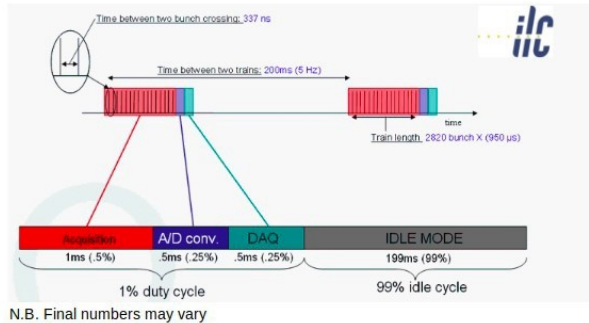 Time between two bunch crossing: 337 ns
ilc
Time between two trains: 200ms (5 Hz)
time
Train length 2820 bunch X (950 µs)
Acquisition A/D conv. DAQ IDLE MODE
1ms (.5%) .5ms (.25%) .5ms (.25%) 199ms (99%)
1% duty cycle 99% idle cycle
N.B. Final numbers may vary